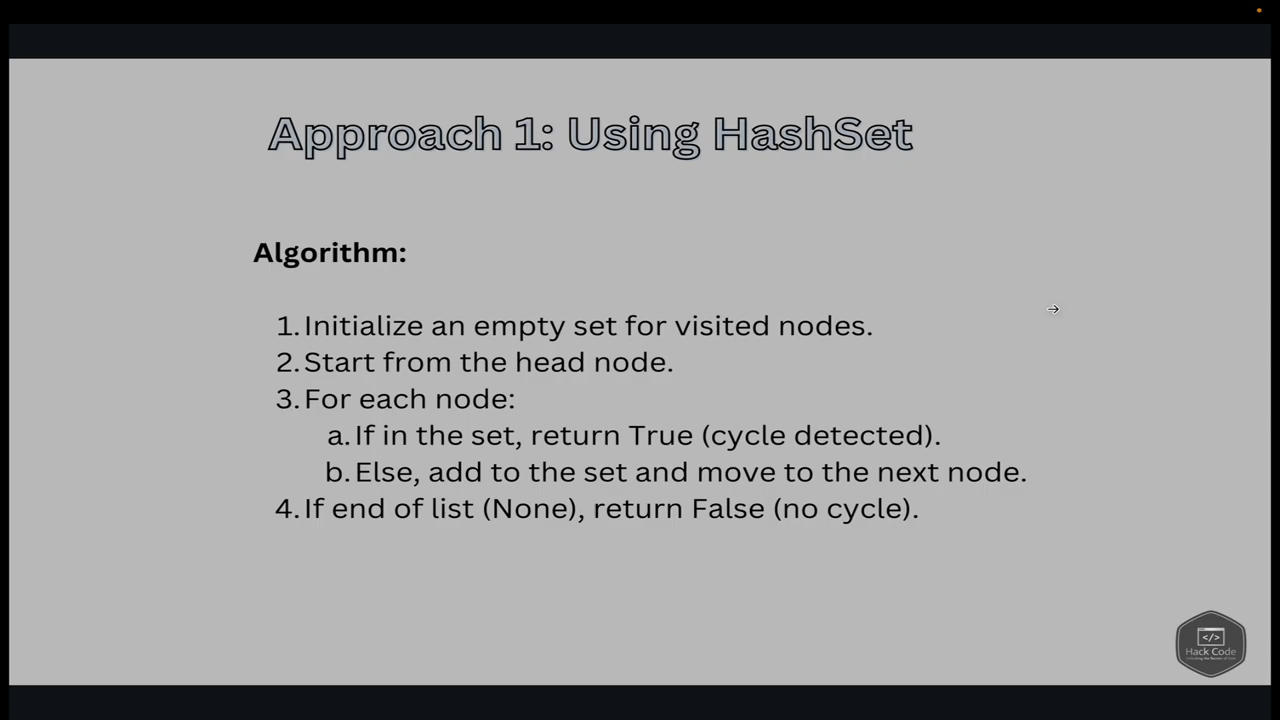 Approach 1: Using HashSet
Algorithm:
1. Initialize an empty set for visited nodes.
2. Start from the head node.
3. For each node:
a. If in the set, return True (cycle detected).
b. Else, add to the set and move to the next node.
4. If end of list (None), return False (no cycle).
</>
Hack Code